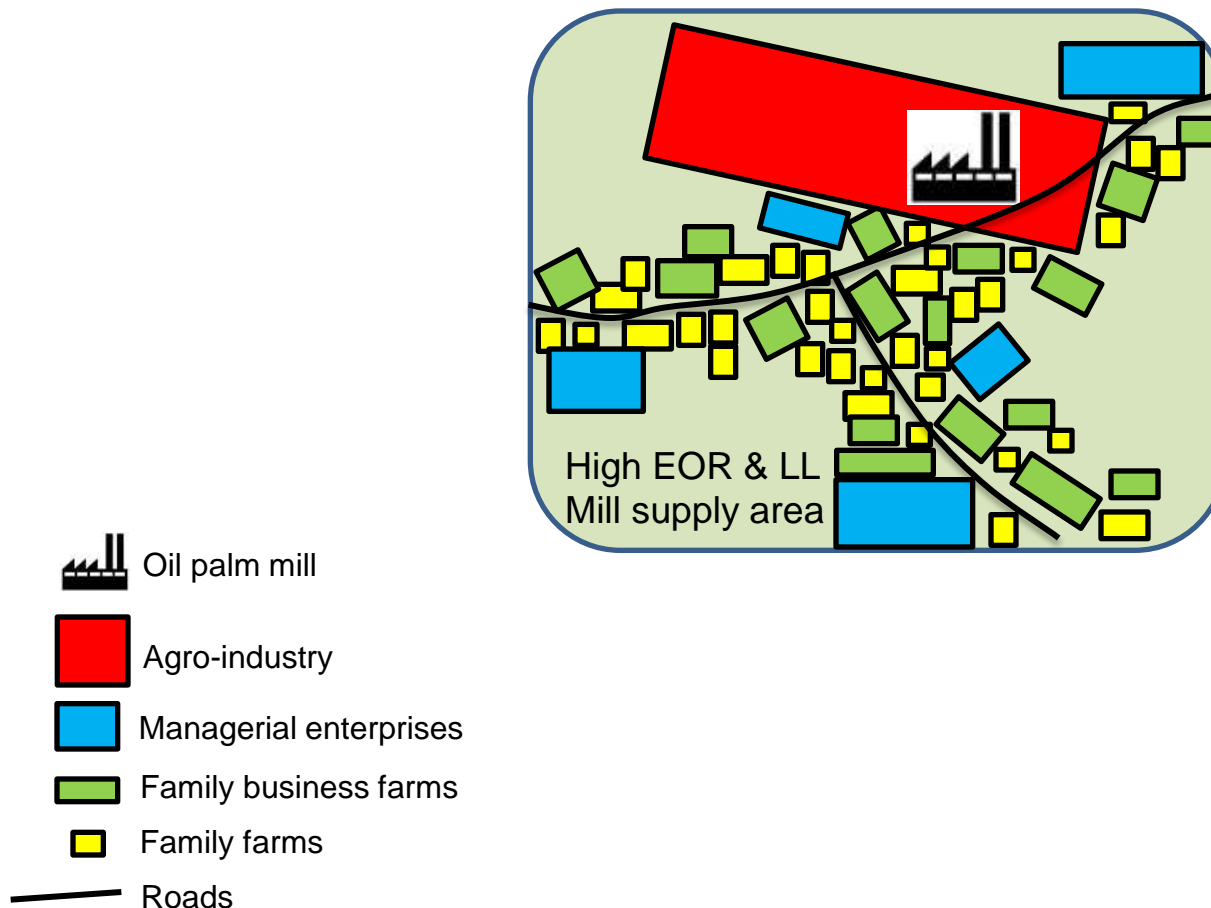 High EOR & LL
Mill supply area
Oil palm mill
Agro-industry
Managerial enterprises
Family business farms
Family farms
Roads